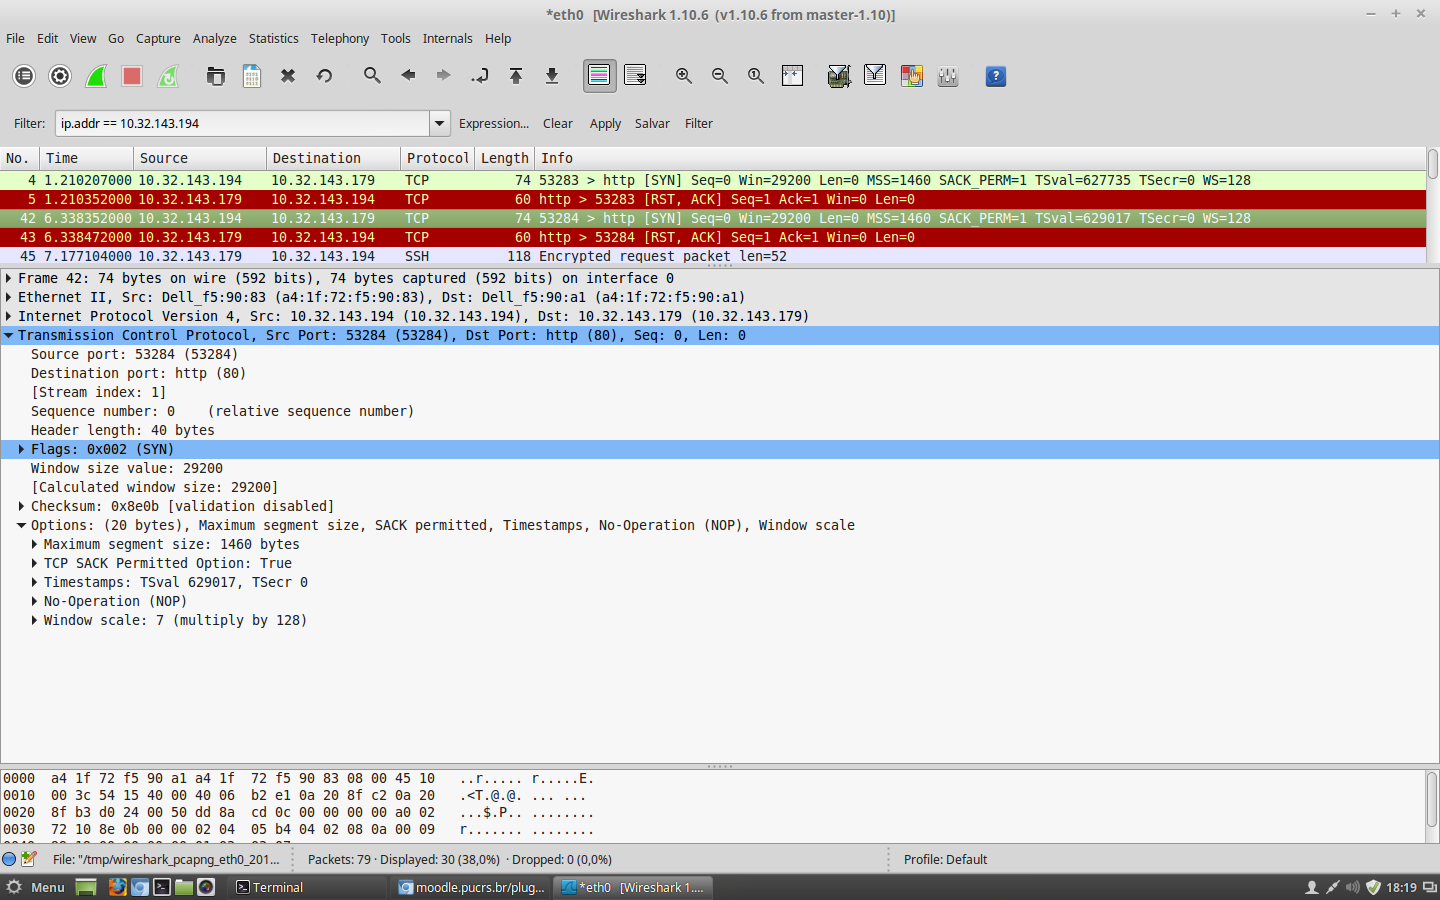 *eth0   [Wireshark 1.10.6  (v1.10.6 from master-1.10)]
File Edit View Go Capture Analyze Statistics Telephony Tools Internals Help
Filter: ip.addr == 10.32.143.194 Expression... Clear Apply Salvar Filter
No. Time Source Destination Protocol Length Info
4 1.210207000 10.32.143.194 10.32.143.179 TCP 74 53283 > http [SYN] Seq=0 Win=29200 Len=0 MSS=1460 SACK_PERM=1 TSval=627735 TSecr=0 WS=128
5 1.210352000 10.32.143.179 10.32.143.194 TCP 60 http > 53283 [RST, ACK] Seq=1 Ack=1 Win=0 Len=0
42 6.338352000 10.32.143.194 10.32.143.179 TCP 74 53284 > http [SYN] Seq=0 Win=29200 Len=0 MSS=1460 SACK_PERM=1 TSval=629017 TSecr=0 WS=128
43 6.338472000 10.32.143.179 10.32.143.194 TCP 60 http > 53284 [RST, ACK] Seq=1 Ack=1 Win=0 Len=0
45 7.177104000 10.32.143.179 10.32.143.194 SSH 118 Encrypted request packet len=52
Frame 42: 74 bytes on wire (592 bits), 74 bytes captured (592 bits) on interface 0
Ethernet II, Src: Dell_f5:90:83 (a4:1f:72:f5:90:83), Dst: Dell_f5:90:a1 (a4:1f:72:f5:90:a1)
Internet Protocol Version 4, Src: 10.32.143.194 (10.32.143.194), Dst: 10.32.143.179 (10.32.143.179)
Transmission Control Protocol, Src Port: 53284 (53284), Dst Port: http (80), Seq: 0, Len: 0
Source port: 53284 (53284)
Destination port: http (80)
[Stream index: 1]
Sequence number: 0    (relative sequence number)
Header length: 40 bytes
Flags: 0x002 (SYN)
Window size value: 29200
[Calculated window size: 29200]
Checksum: 0x8e0b [validation disabled]
Options: (20 bytes), Maximum segment size, SACK permitted, Timestamps, No-Operation (NOP), Window scale
Maximum segment size: 1460 bytes
TCP SACK Permitted Option: True
Timestamps: TSval 629017, TSecr 0
No-Operation (NOP)
Window scale: 7 (multiply by 128)
0000  a4 1f 72 f5 90 a1 a4 1f  72 f5 90 83 08 00 45 10   ..r..... r.....E.
0010  00 3c 54 15 40 00 40 06  b2 e1 0a 20 8f c2 0a 20   .<T.@.@. ... ...
0020  8f b3 d0 24 00 50 dd 8a  cd 0c 00 00 00 00 a0 02   ...$.P.. ........
0030  72 10 8e 0b 00 00 02 04  05 b4 04 02 08 0a 00 09   r....... ........
File: "/tmp/wireshark_pcapng_eth0_201... Packets: 79 · Displayed: 30 (38,0%)  · Dropped: 0 (0,0%) Profile: Default
Menu Terminal moodle.pucrs.br/plug... *eth0   [Wireshark 1.... 18:19